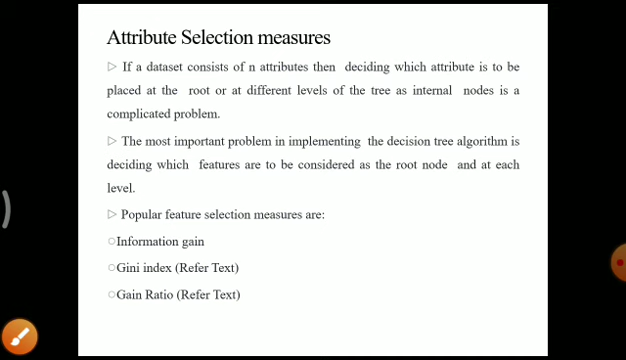 Attribute Selection measures
▷ If a dataset consists of n attributes then deciding which attribute is to be
placed at the root or at different levels of the tree as internal nodes is a
complicated problem.
▷ The most important problem in implementing the decision tree algorithm is
deciding which features are to be considered as the root node and at each
level.
▷ Popular feature selection measures are:
○Information gain
○Gini index (Refer Text)
○Gain Ratio (Refer Text)